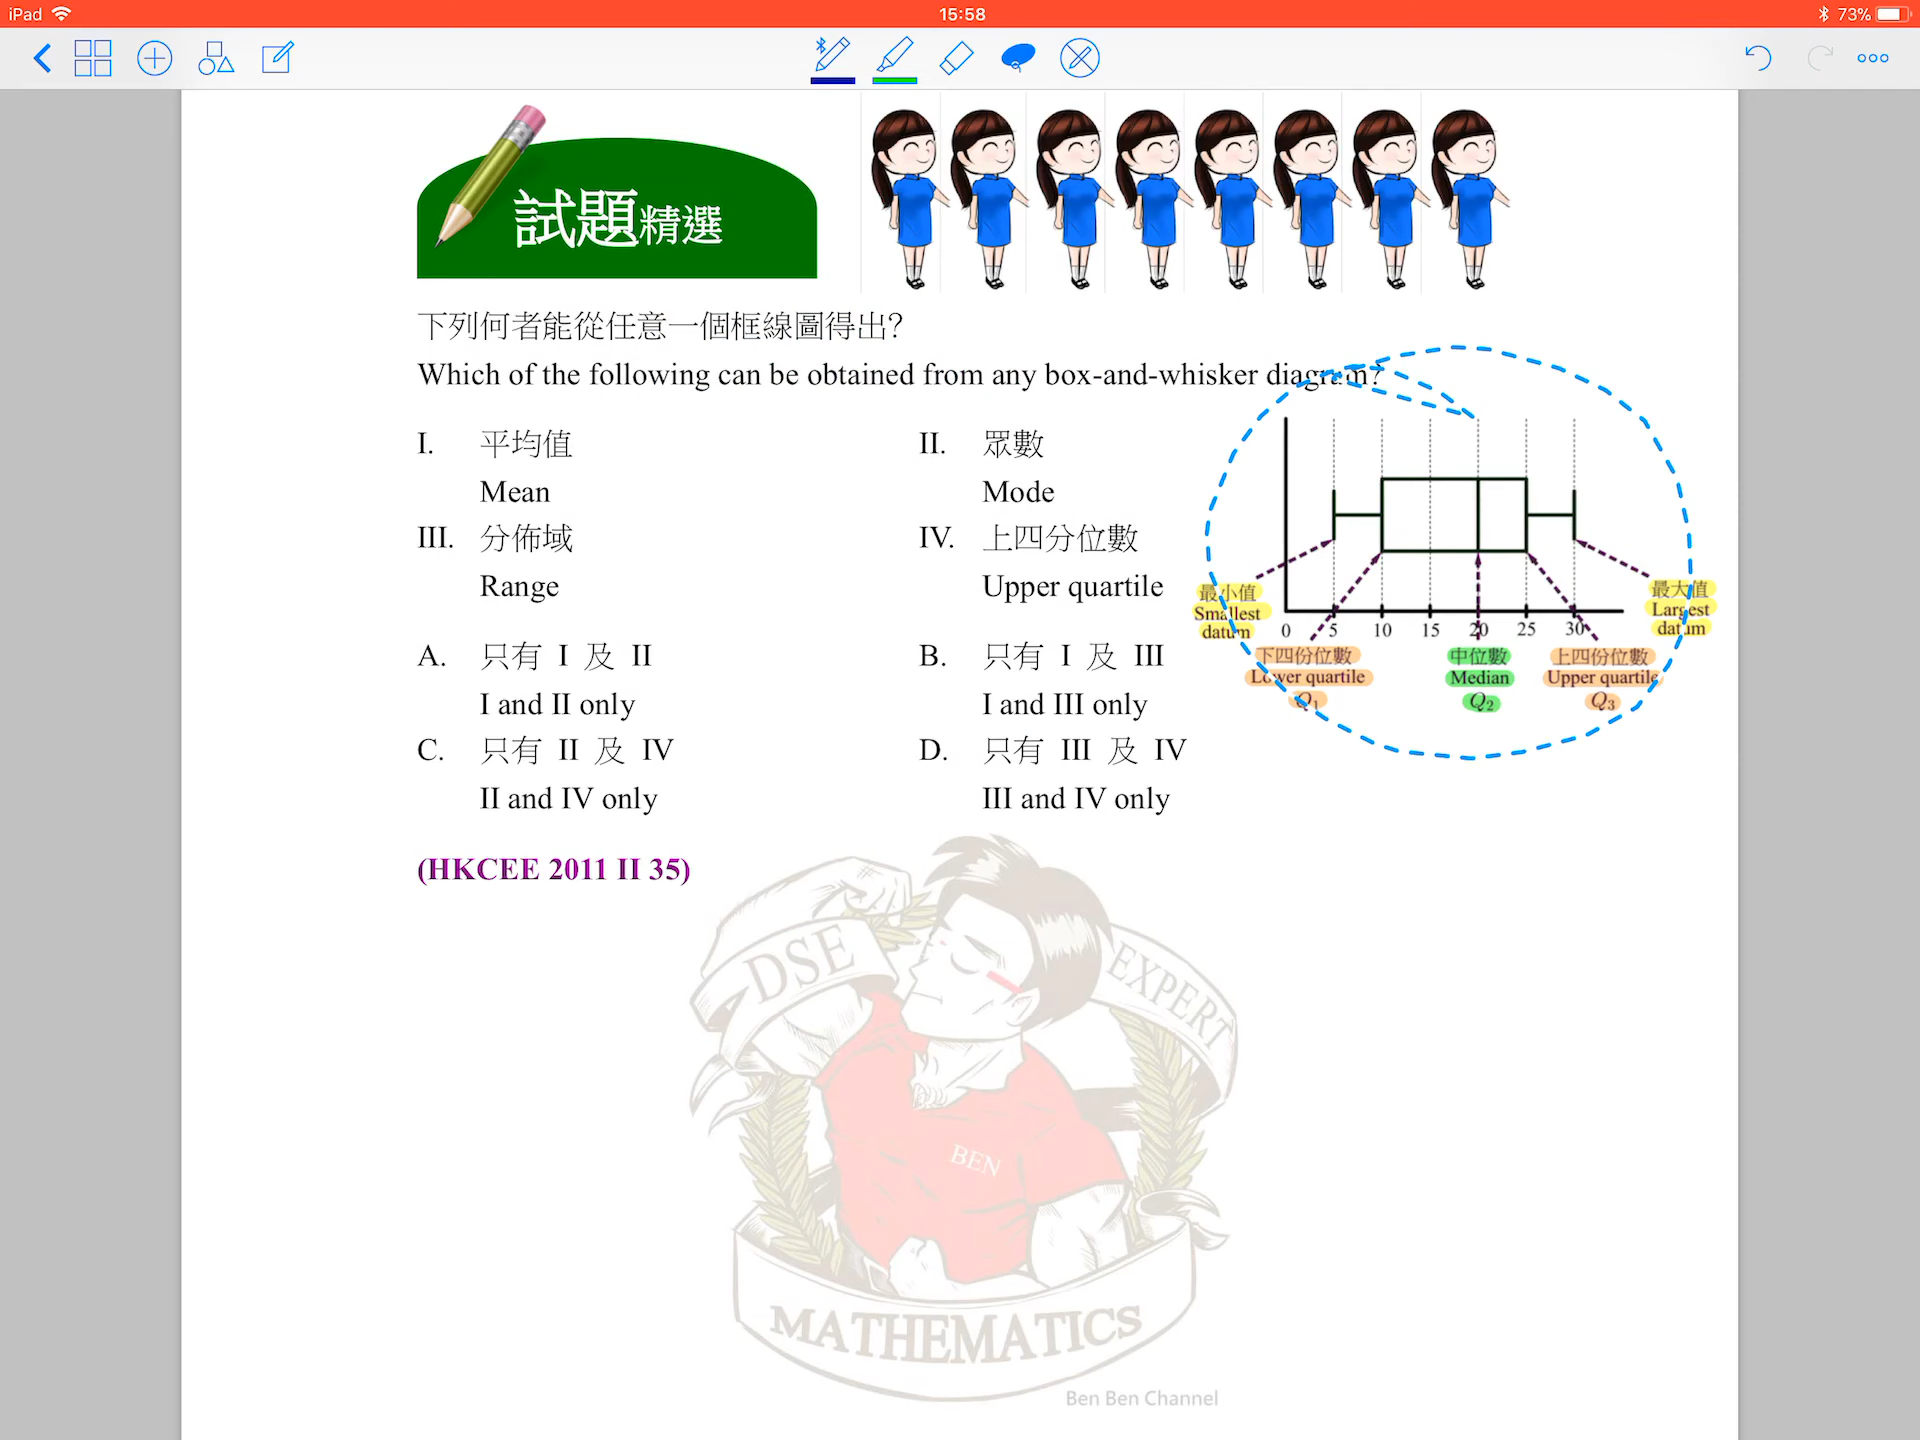 iPad 15:58 73%
試題精選
下列何者能從任意一個框線圖得出?
Which of the following can be obtained from any box-and-whisker diagram?
I. 平均值 II. 眾數
Mean Mode
III. 分佈域 IV. 上四分位數
Range Upper quartile
A. 只有 I 及 II B. 只有 I 及 III
I and II only I and III only
C. 只有 II 及 IV D. 只有 III 及 IV
II and IV only III and IV only
(HKCEE 2011 II 35)
0 5 10 15 20 25 30
最小值
Smallest
datum
最大值
Largest
datum
下四份位數
Lower quartile
Q1
中位數
Median
Q2
上四份位數
Upper quartile
Q3
DSE EXPERT
BEN
MATHEMATICS
Ben Ben Channel